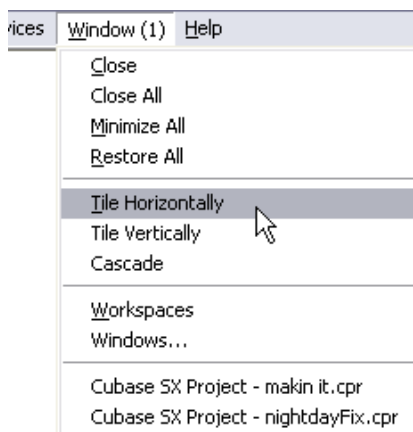 vices Window (1) Help
Close
Close All
Minimize All
Restore All
Tile Horizontally
Tile Vertically
Cascade
Workspaces
Windows...
Cubase SX Project - makin it.cpr
Cubase SX Project - nightdayFix.cpr